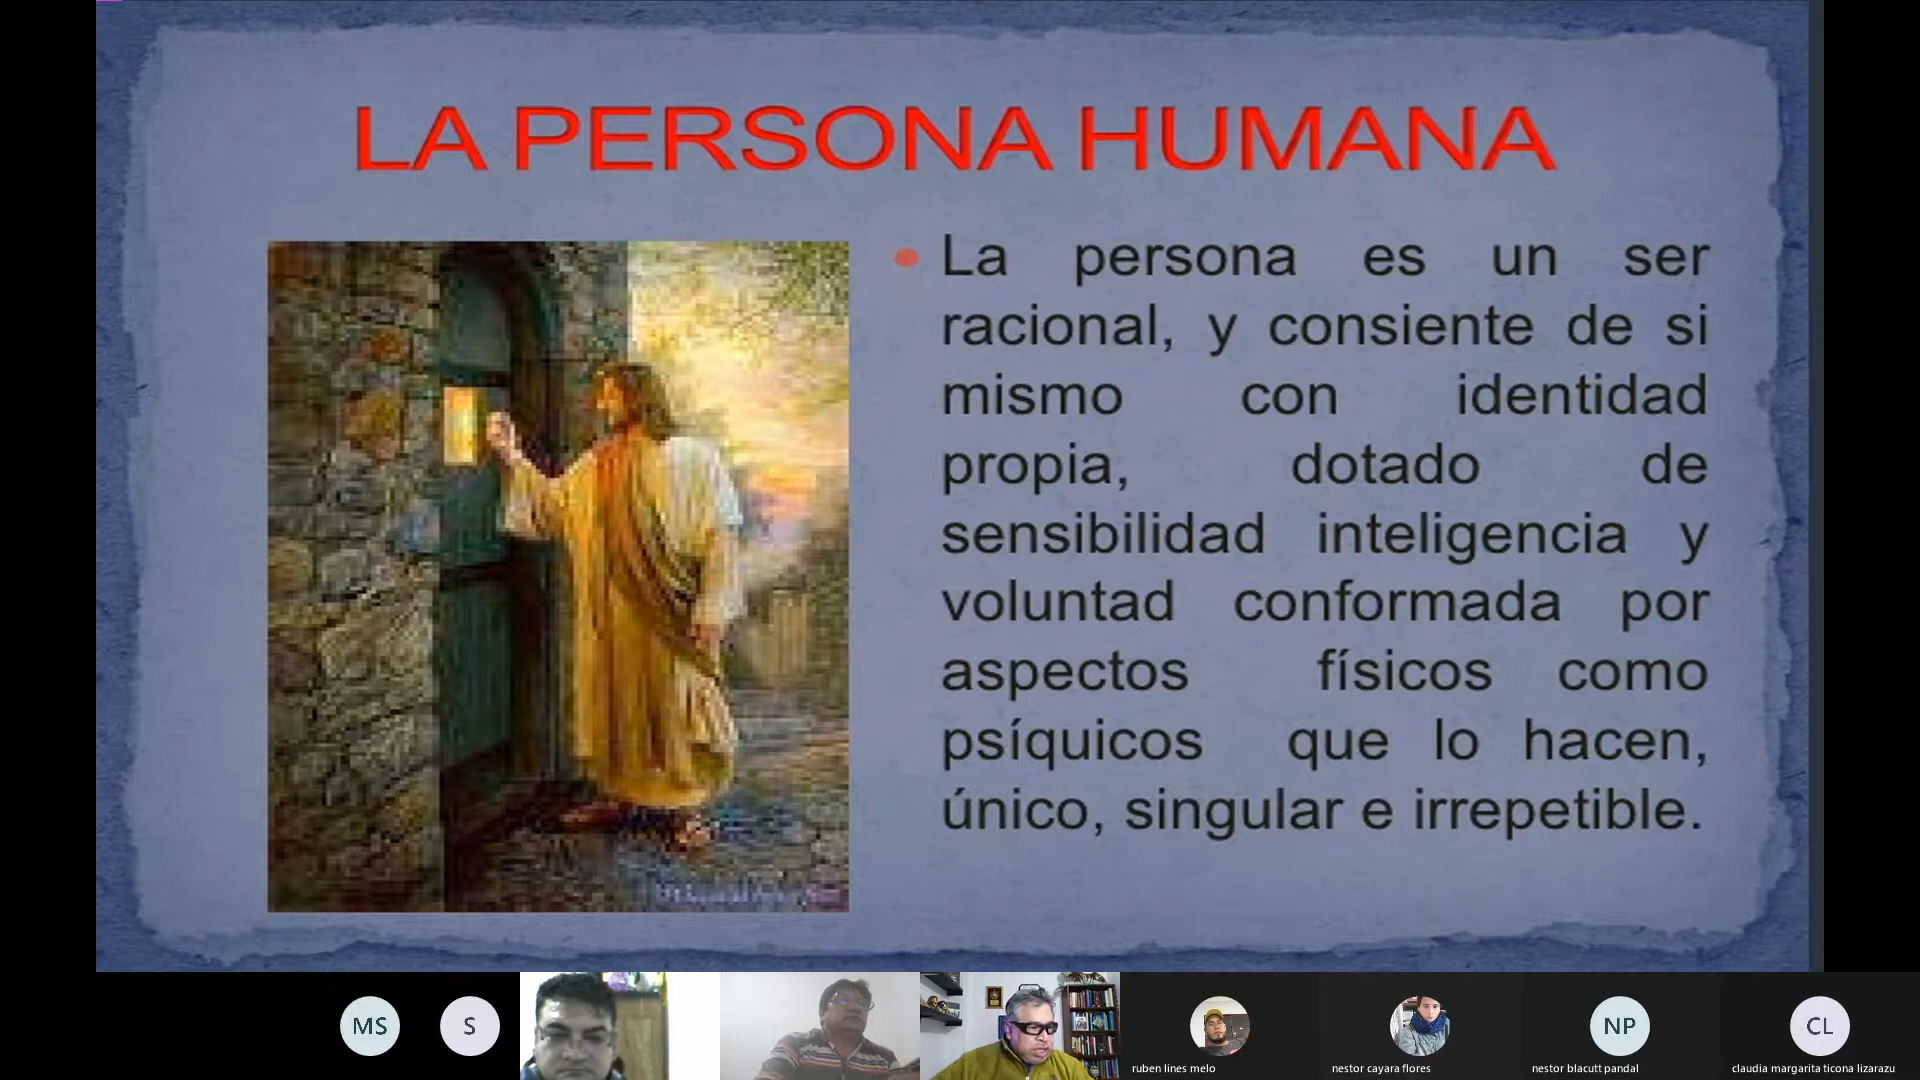 LA PERSONA HUMANA
La persona es un ser
racional, y consiente de si
mismo con identidad
propia, dotado de
sensibilidad inteligencia y
voluntad conformada por
aspectos físicos como
psíquicos que lo hacen,
único, singular e irrepetible.
MS
S
NP
CL
ruben lines melo
nestor cayara flores
nestor blacutt pandal
claudia margarita ticona lizarazu